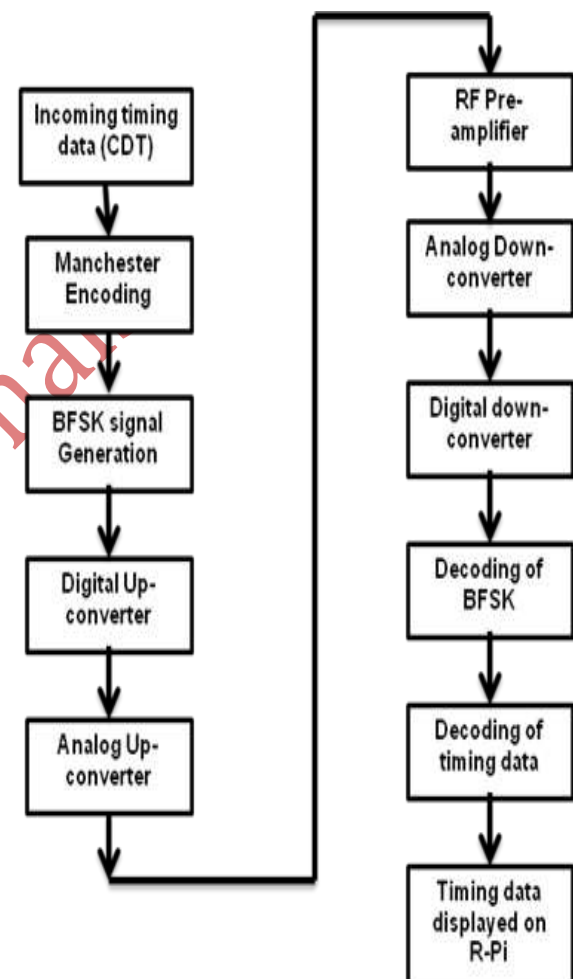 Incoming timing
data (CDT)
Manchester
Encoding
BFSK signal
Generation
Digital Up-
converter
Analog Up-
converter
RF Pre-
amplifier
Analog Down-
converter
Digital down-
converter
Decoding of
BFSK
Decoding of
timing data
Timing data
displayed on
R-Pi